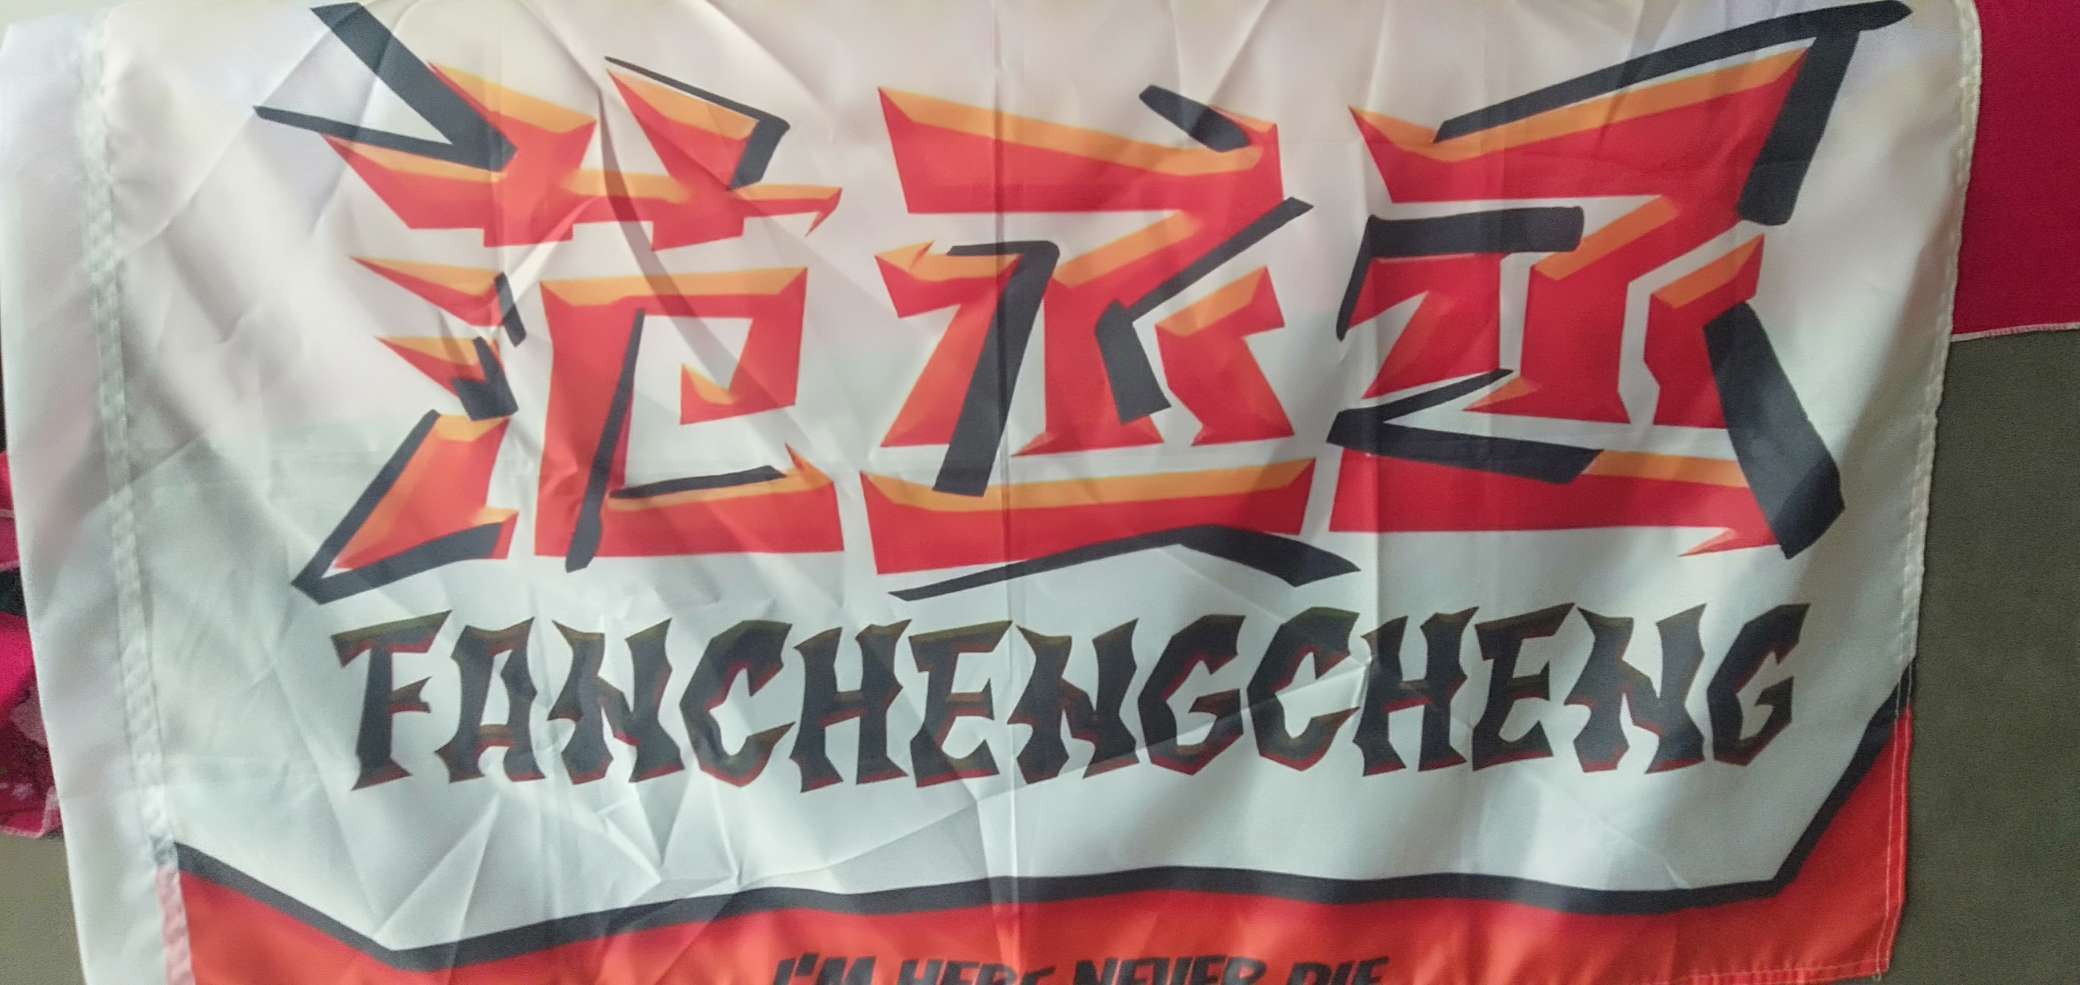 范丞丞
FANCHENGCHENG
I'M HERE NEVER DIE